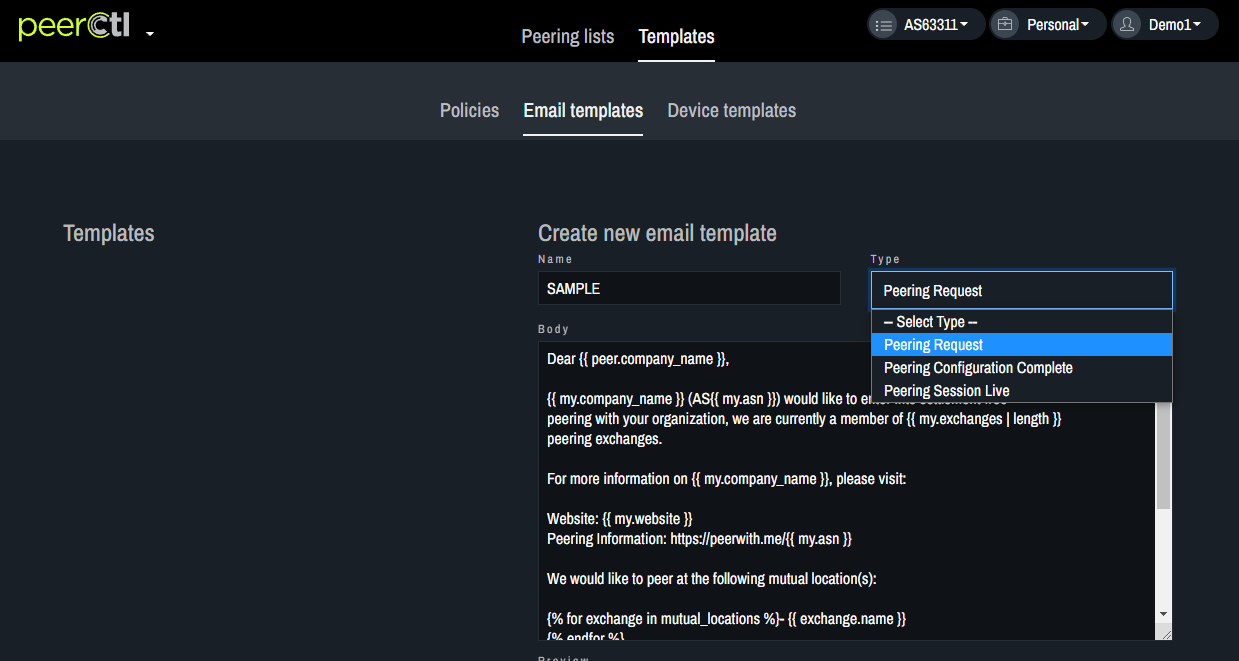 peerCtl
Peering lists
Templates
AS63311
Personal
Demo1
Policies
Email templates
Device templates
Templates
Create new email template
Name
Type
SAMPLE
Peering Request
-- Select Type --
Peering Request
Peering Configuration Complete
Peering Session Live
Body
Dear {{ peer.company_name }},
{{ my.company_name }} (AS{{ my.asn }}) would like to
peering with your organization, we are currently a member of {{ my.exchanges | length }}
peering exchanges.
For more information on {{ my.company_name }}, please visit:
Website: {{ my.website }}
Peering Information: https://peerwith.me/{{ my.asn }}
We would like to peer at the following mutual location(s):
{% for exchange in mutual_locations %}- {{ exchange.name }}
{% endfor %}
Preview